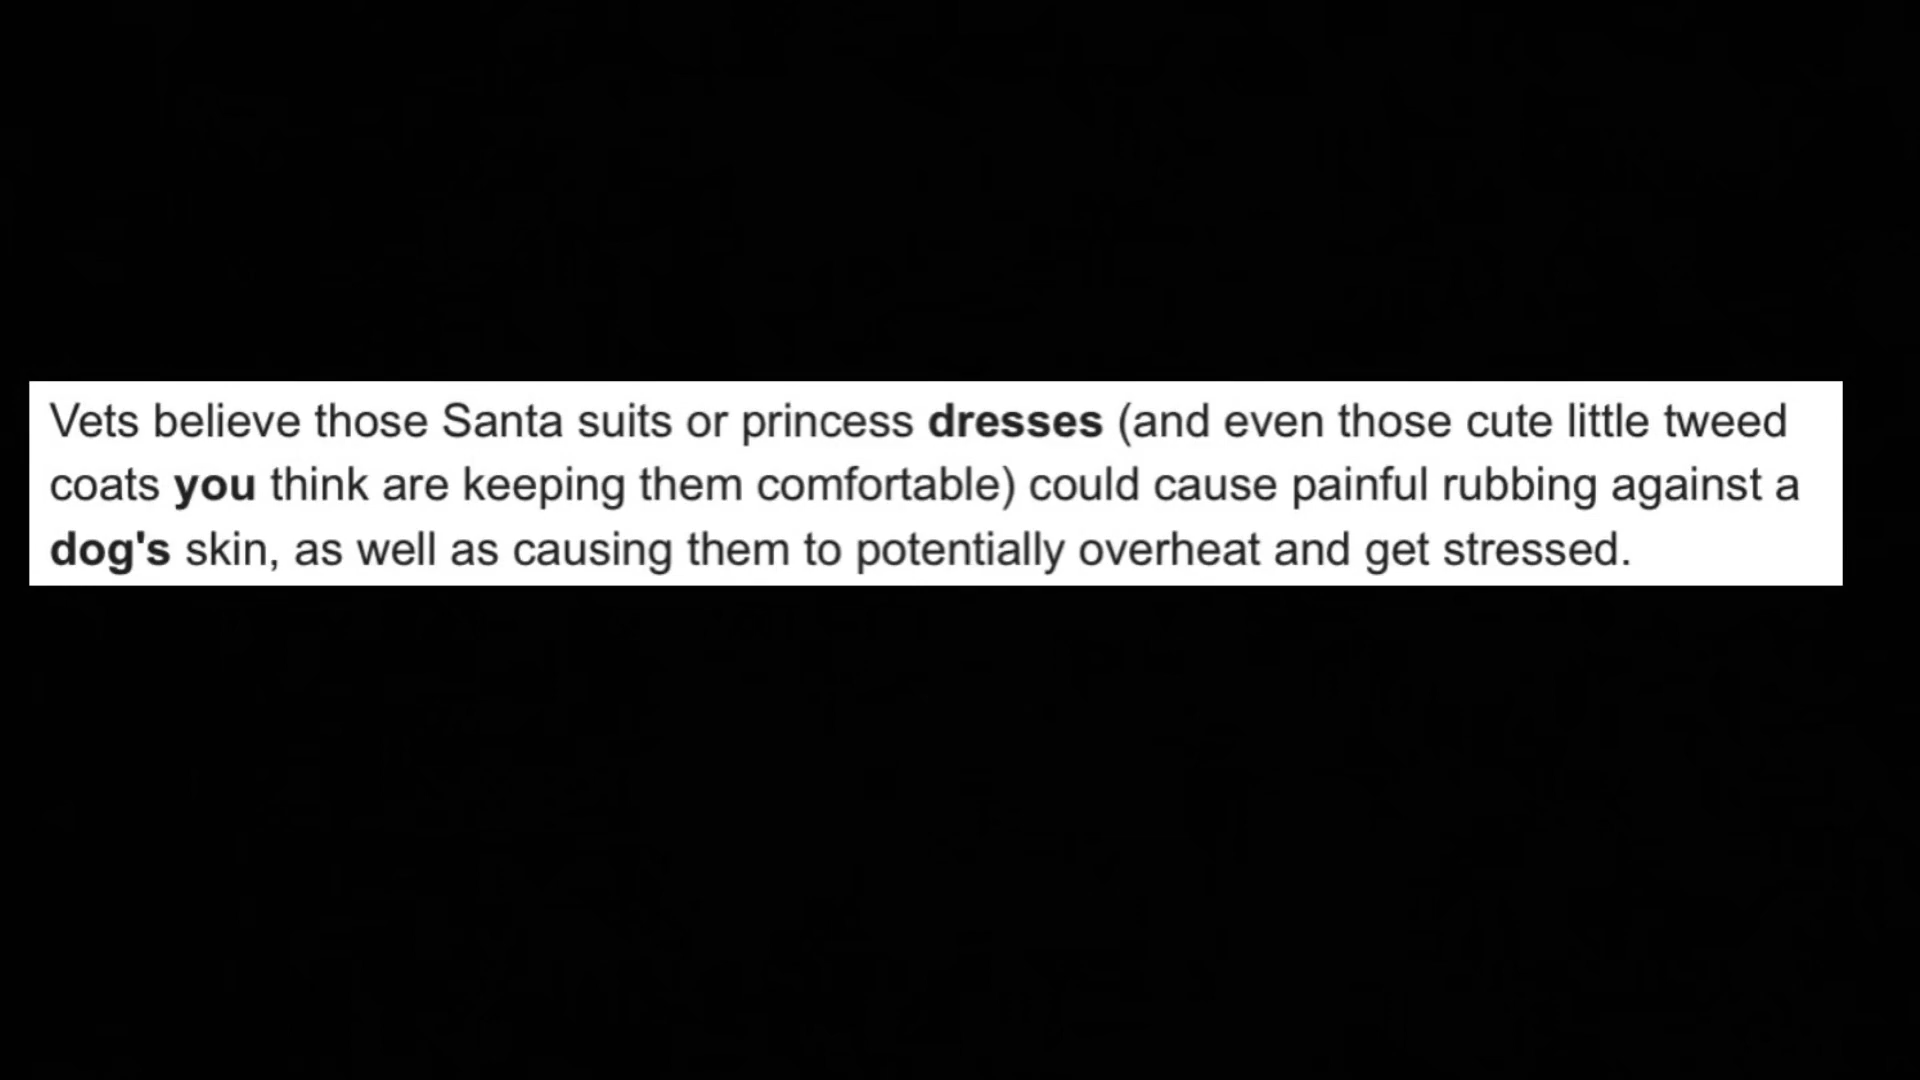 Vets believe those Santa suits or princess dresses (and even those cute little tweed
coats you think are keeping them comfortable) could cause painful rubbing against a
dog's skin, as well as causing them to potentially overheat and get stressed.